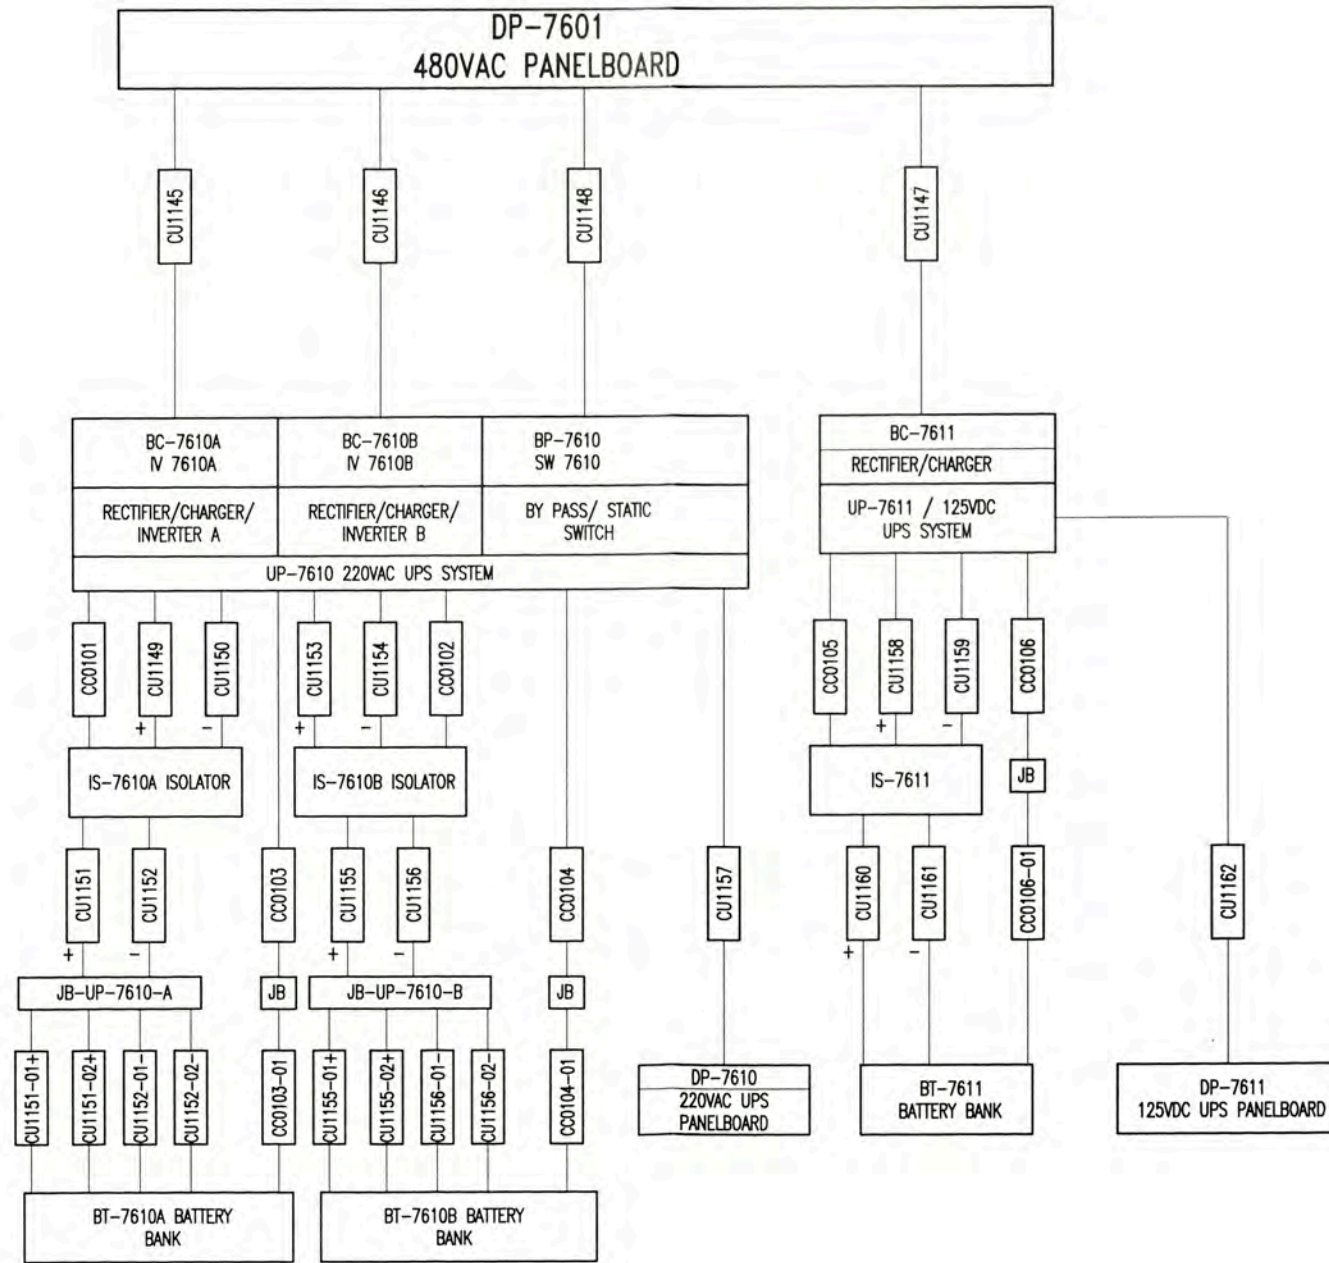 DP-7601
480VAC PANELBOARD
CU1145
CU1146
CU1148
CU1147
BC-7610A
IV 7610A
BC-7610B
IV 7610B
BP-7610
SW 7610
BC-7611
RECTIFIER/CHARGER
RECTIFIER/CHARGER/
INVERTER A
RECTIFIER/CHARGER/
INVERTER B
BY PASS/ STATIC
SWITCH
UP-7611 / 125VDC
UPS SYSTEM
UP-7610 220VAC UPS SYSTEM
CC0101
CU1149
CU1150
CU1153
CU1154
CC0102
CC0105
CU1158
CU1159
CC0106
+
-
+
-
+
-
IS-7610A ISOLATOR
IS-7610B ISOLATOR
IS-7611
JB
CU1151
CU1152
CC0103
CU1155
CU1156
CC0104
CU1157
CU1160
CU1161
CC0106-01
CU1162
+
-
+
-
+
-
JB-UP-7610-A
JB
JB-UP-7610-B
JB
CU1151-01+
CU1151-02+
CU1152-01-
CU1152-02-
CC0103-01
CU1155-01+
CU1155-02+
CU1156-01-
CU1156-02-
CC0104-01
DP-7610
220VAC UPS
PANELBOARD
BT-7611
BATTERY BANK
DP-7611
125VDC UPS PANELBOARD
BT-7610A BATTERY
BANK
BT-7610B BATTERY
BANK